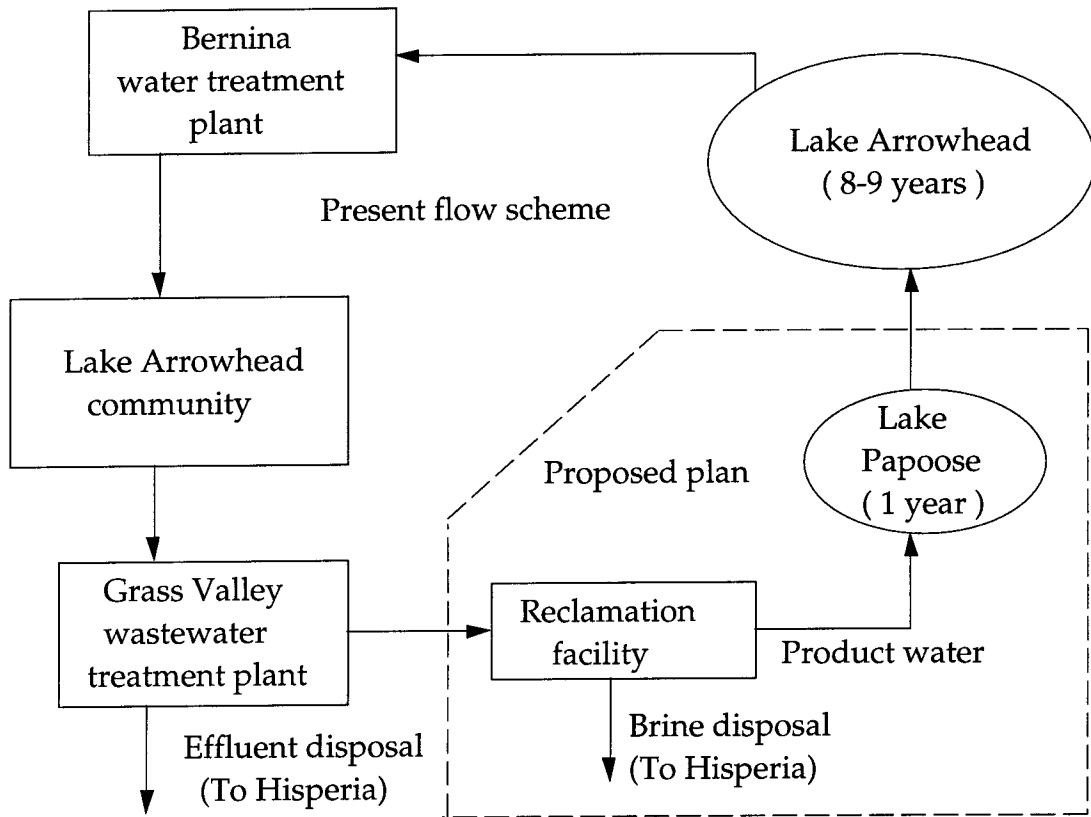 Bernina
water treatment
plant
Lake Arrowhead
( 8-9 years )
Present flow scheme
Lake Arrowhead
community
Lake
Papoose
( 1 year )
Proposed plan
Grass Valley
wastewater
treatment plant
Reclamation
facility
Product water
Effluent disposal
(To Hisperia)
Brine disposal
(To Hisperia)